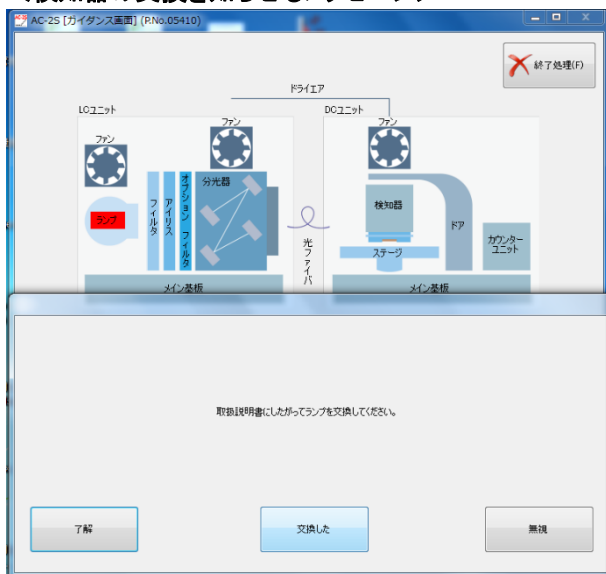 AC-2S [ガイダンス画面] (P.No.05410)
終了処理(F)
ドライエア
LCユニット
DCユニット
ファン
ファン
ファン
ランプ
フィルタ
アイリス
オプション フィルタ
分光器
光ファイバ
検知器
ステージ
ドア
カウンター
ユニット
メイン基板
メイン基板
取扱説明書にしたがってランプを交換してください。
了解
交換した
無視